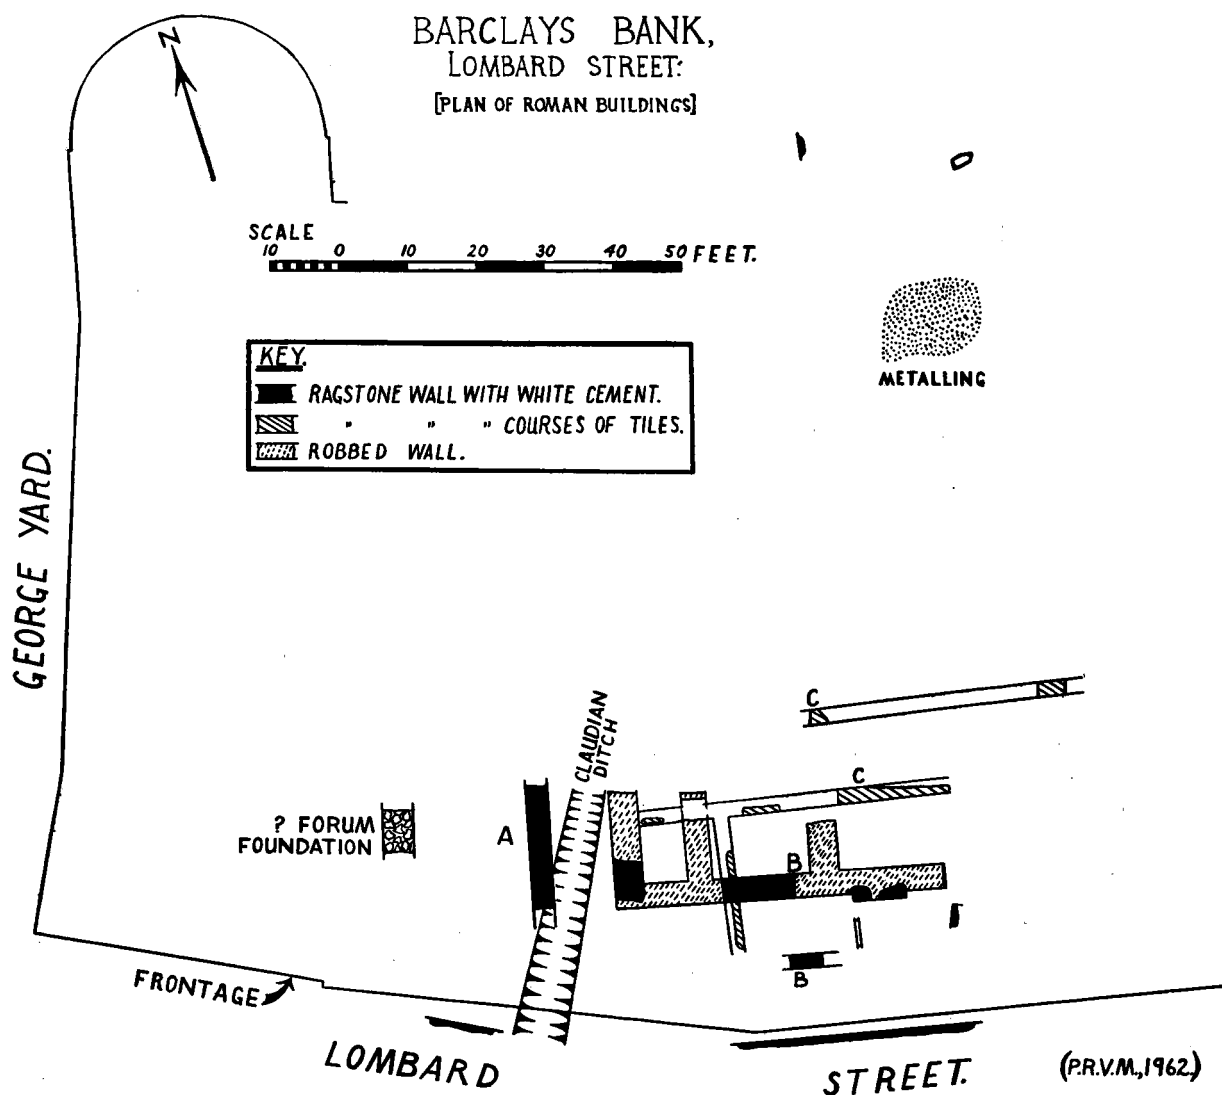 BARCLAYS BANK,
LOMBARD STREET:
[PLAN OF ROMAN BUILDINGS]
N
SCALE
10 0 10 20 30 40 50 FEET.
KEY.
RAGSTONE WALL WITH WHITE CEMENT.
" " " COURSES OF TILES.
ROBBED WALL.
METALLING
GEORGE YARD.
CLAUDIAN
DITCH
C
C
? FORUM
FOUNDATION
A
B
B
FRONTAGE
LOMBARD
STREET.
(P.R.V.M.,1962.)